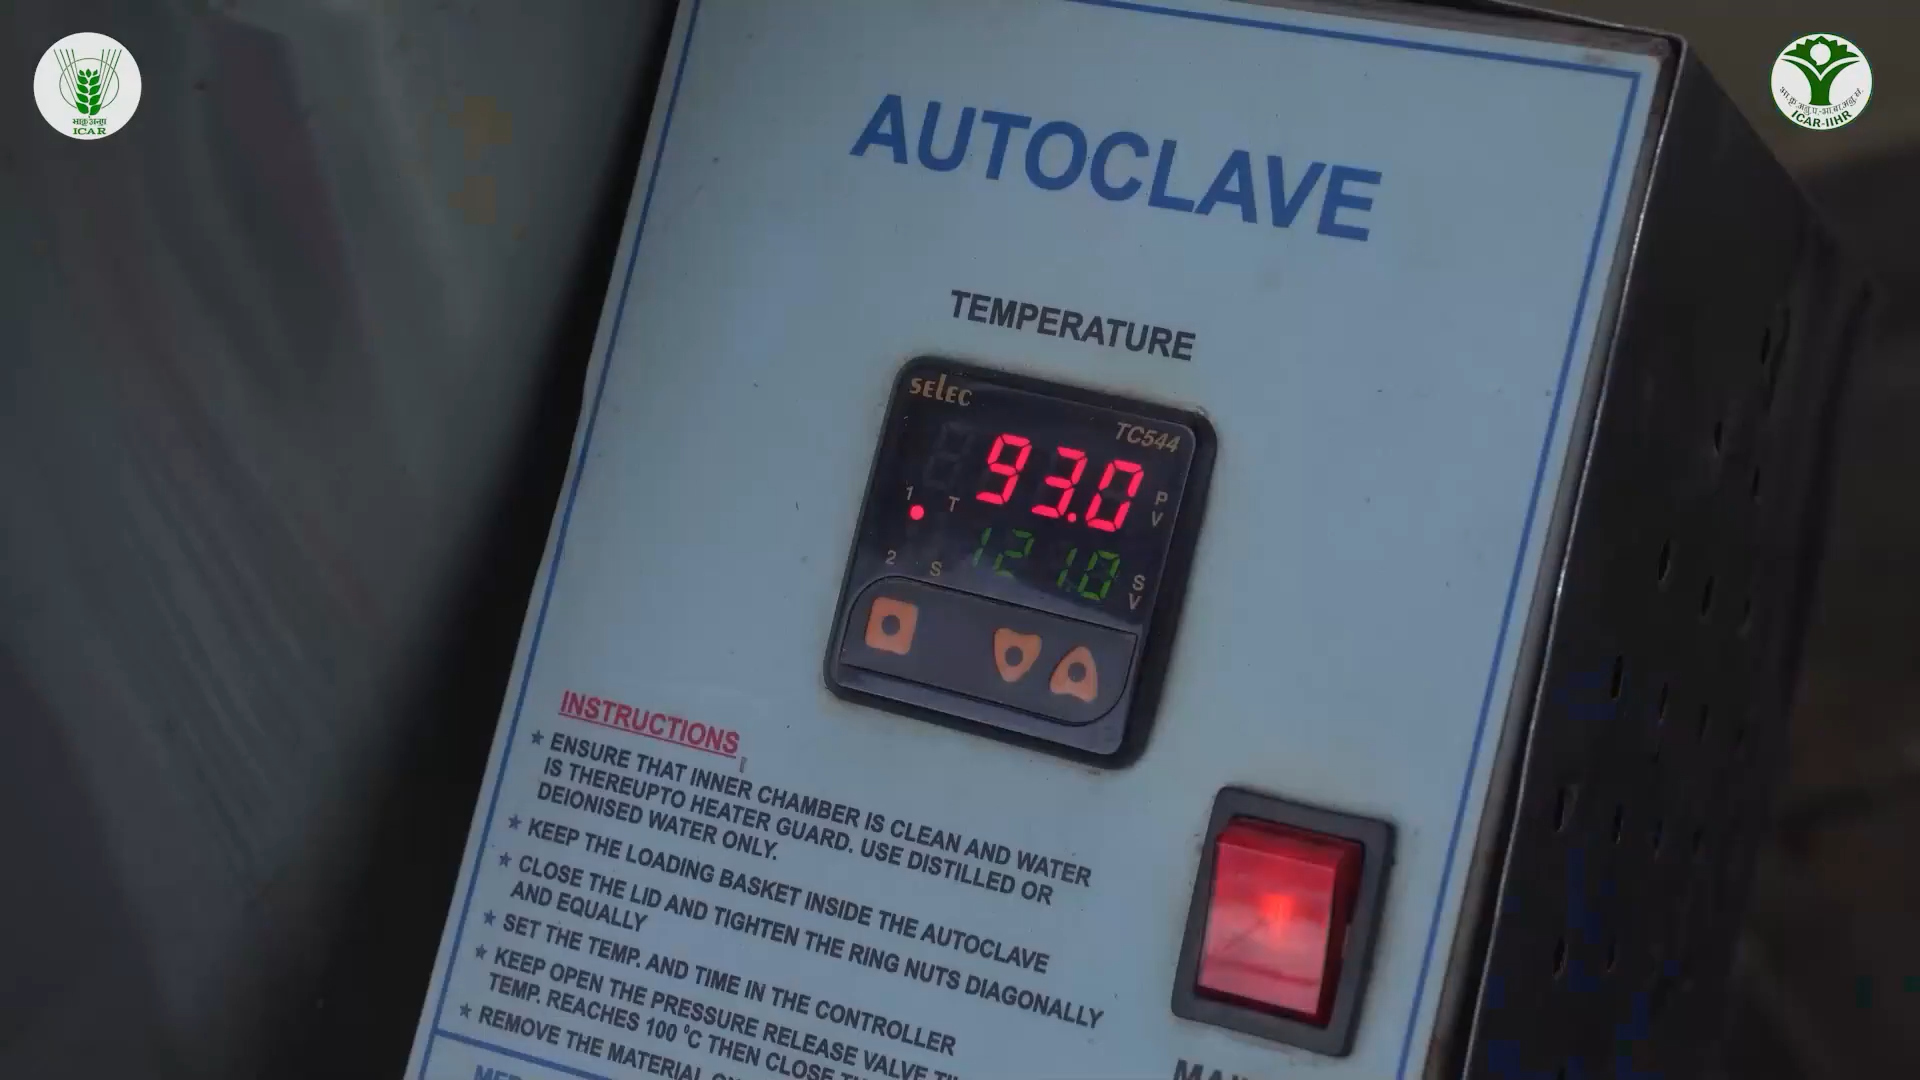 ICAR
ICAR-IIHR
AUTOCLAVE
TEMPERATURE
selec
TC544
93.0
P
V
1
T
121.0
2
S
S
V
INSTRUCTIONS
★ ENSURE THAT INNER CHAMBER IS CLEAN AND WATER
IS THEREUPTO HEATER GUARD. USE DISTILLED OR
DEIONISED WATER ONLY.
★ KEEP THE LOADING BASKET INSIDE THE AUTOCLAVE
★ CLOSE THE LID AND TIGHTEN THE RING NUTS DIAGONALLY
AND EQUALLY
★ SET THE TEMP. AND TIME IN THE CONTROLLER
★ KEEP OPEN THE PRESSURE RELEASE VALVE
TEMP. REACHES 100 °C THEN CLOSE
★ REMOVE THE MATERIAL